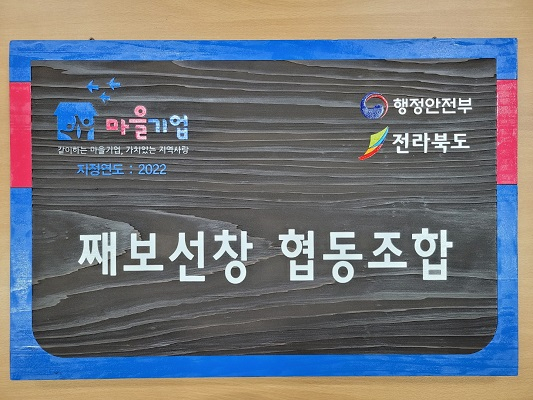 마을기업
같이하는 마을기업, 가치있는 지역사랑
지정연도 : 2022
행정안전부
전라북도
째보선창 협동조합